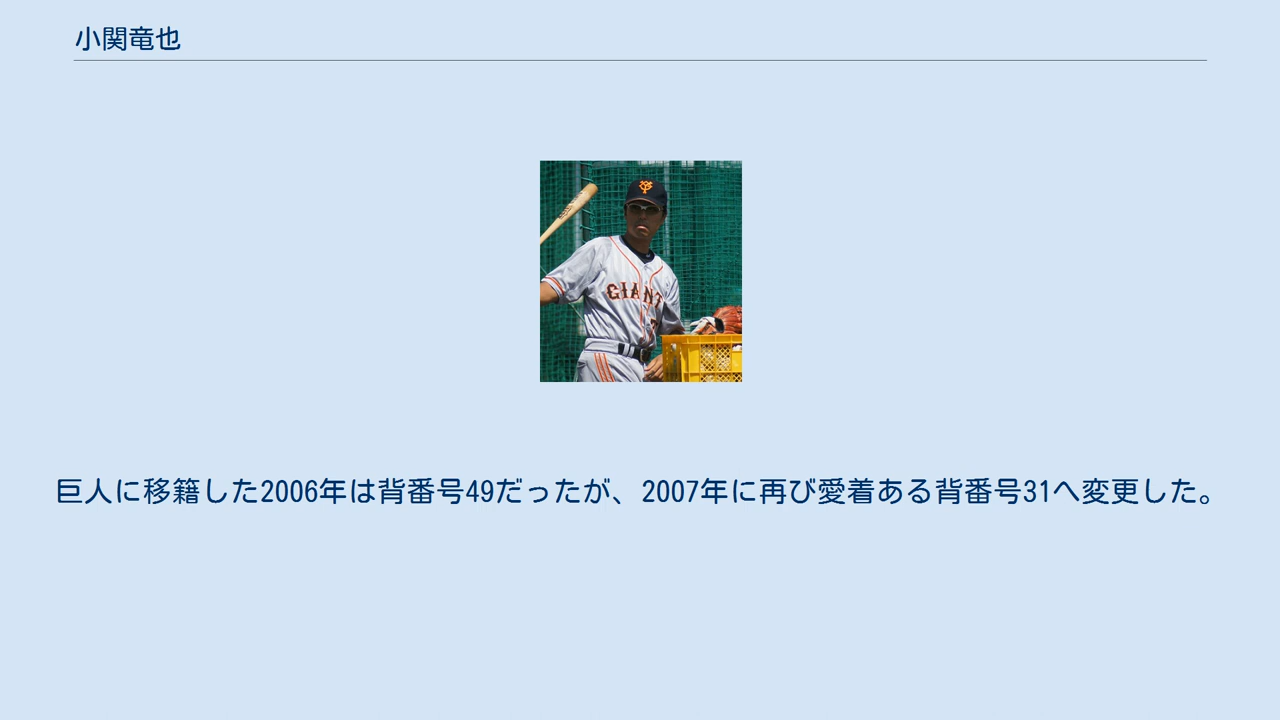 小関竜也
GIANT
巨人に移籍した2006年は背番号49だったが、2007年に再び愛着ある背番号31へ変更した。